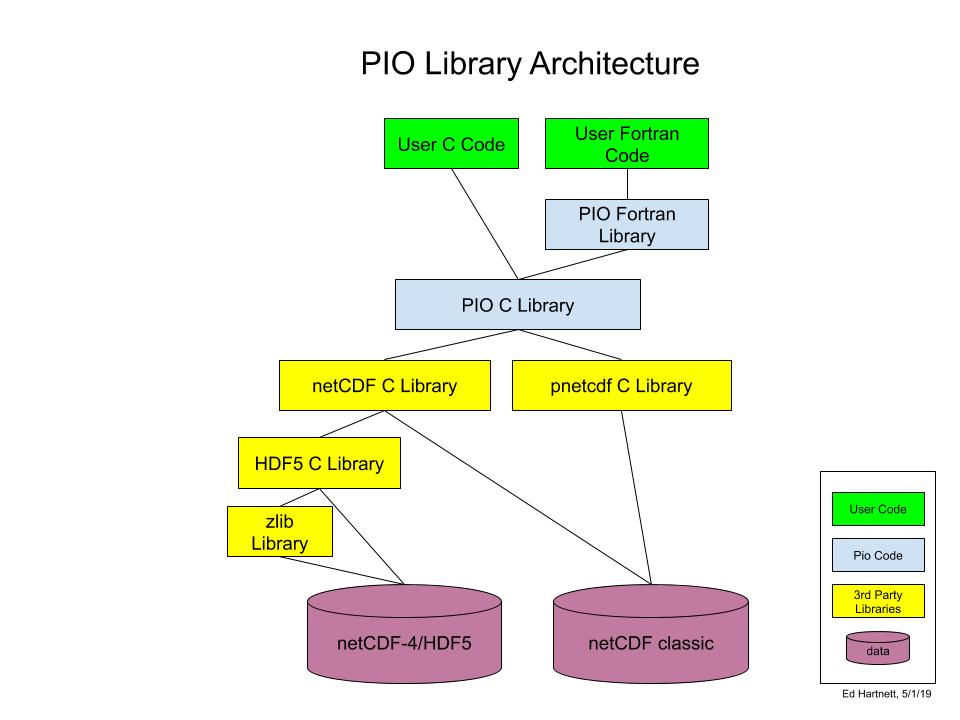 PIO Library Architecture
User C Code
User Fortran
Code
PIO Fortran
Library
PIO C Library
netCDF C Library
pnetcdf C Library
HDF5 C Library
zlib
Library
netCDF-4/HDF5
netCDF classic
User Code
Pio Code
3rd Party
Libraries
data
Ed Hartnett, 5/1/19